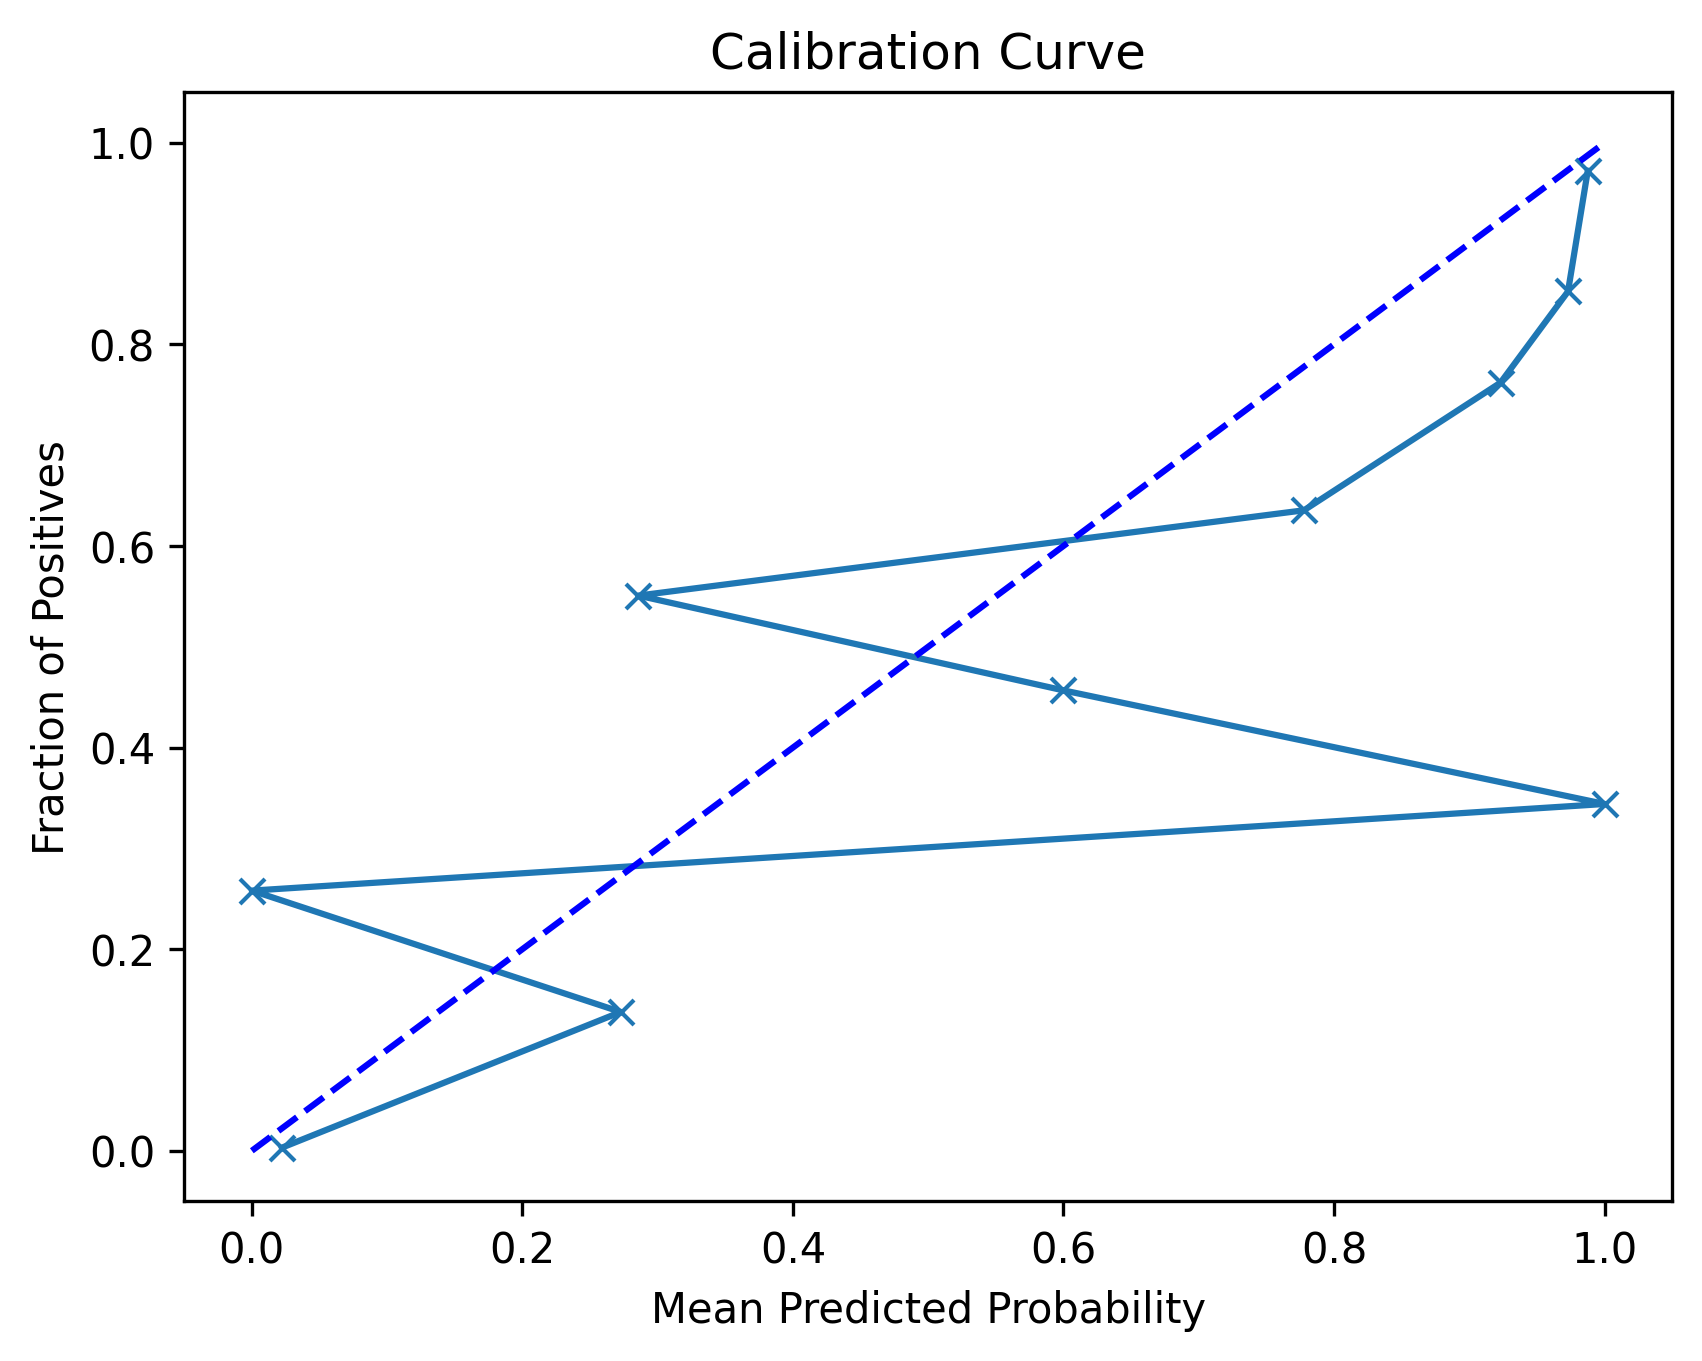 Calibration Curve
1.0
0.8
0.6
0.4
0.2
0.0
Fraction of Positives
0.0 0.2 0.4 0.6 0.8 1.0
Mean Predicted Probability